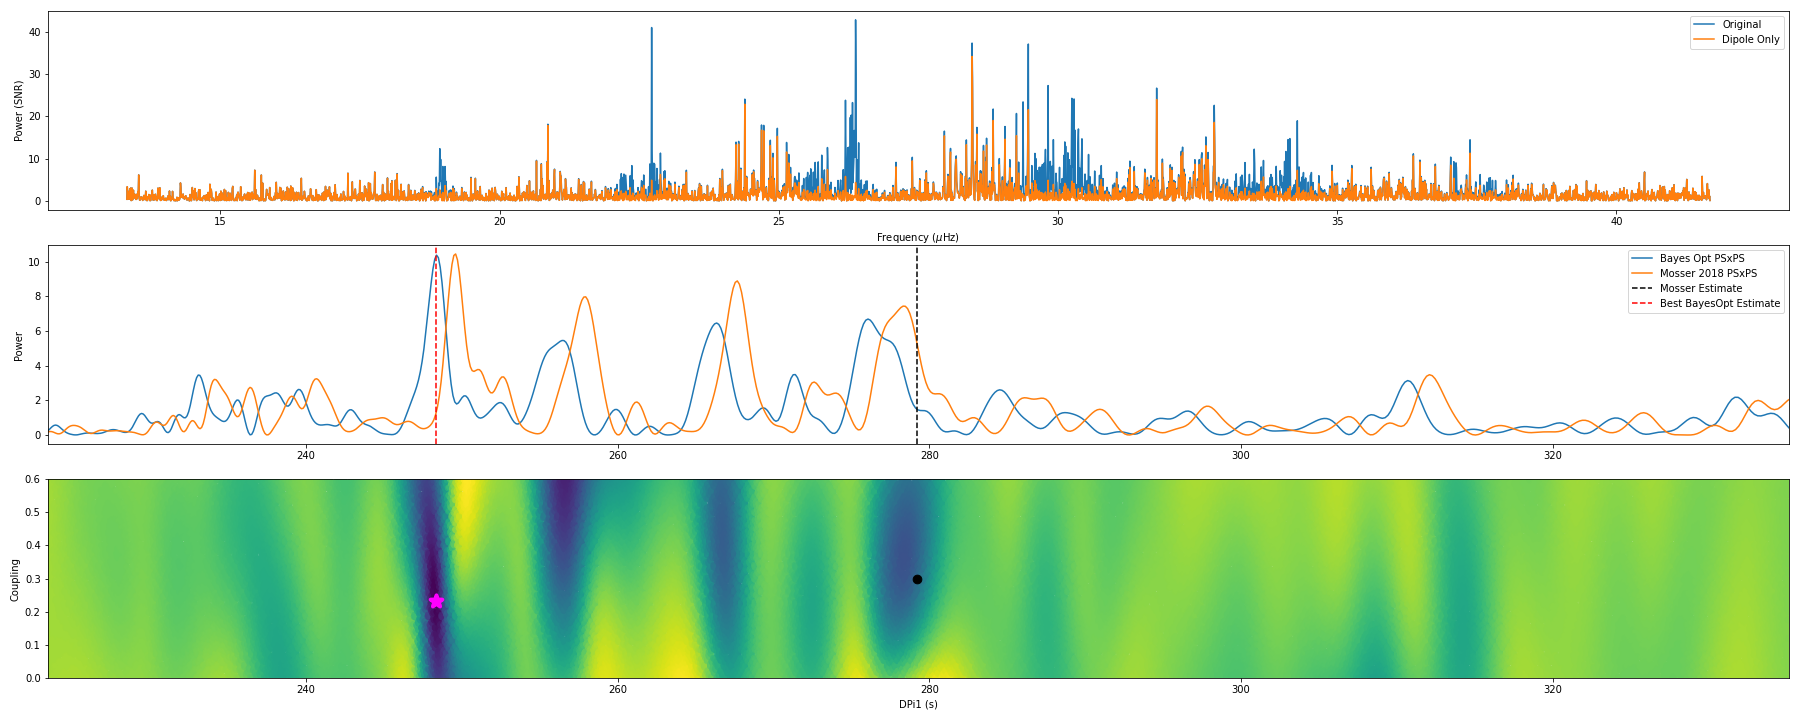 40
30
20
10
0
Power (SNR)
Original
Dipole Only
15 20 25 30 35 40
Frequency (μHz)
10
8
6
4
2
0
Power
Bayes Opt PSxPS
Mosser 2018 PSxPS
Mosser Estimate
Best BayesOpt Estimate
240 260 280 300 320
0.6
0.5
0.4
0.3
0.2
0.1
0.0
Coupling
240 260 280 300 320
DPi1 (s)